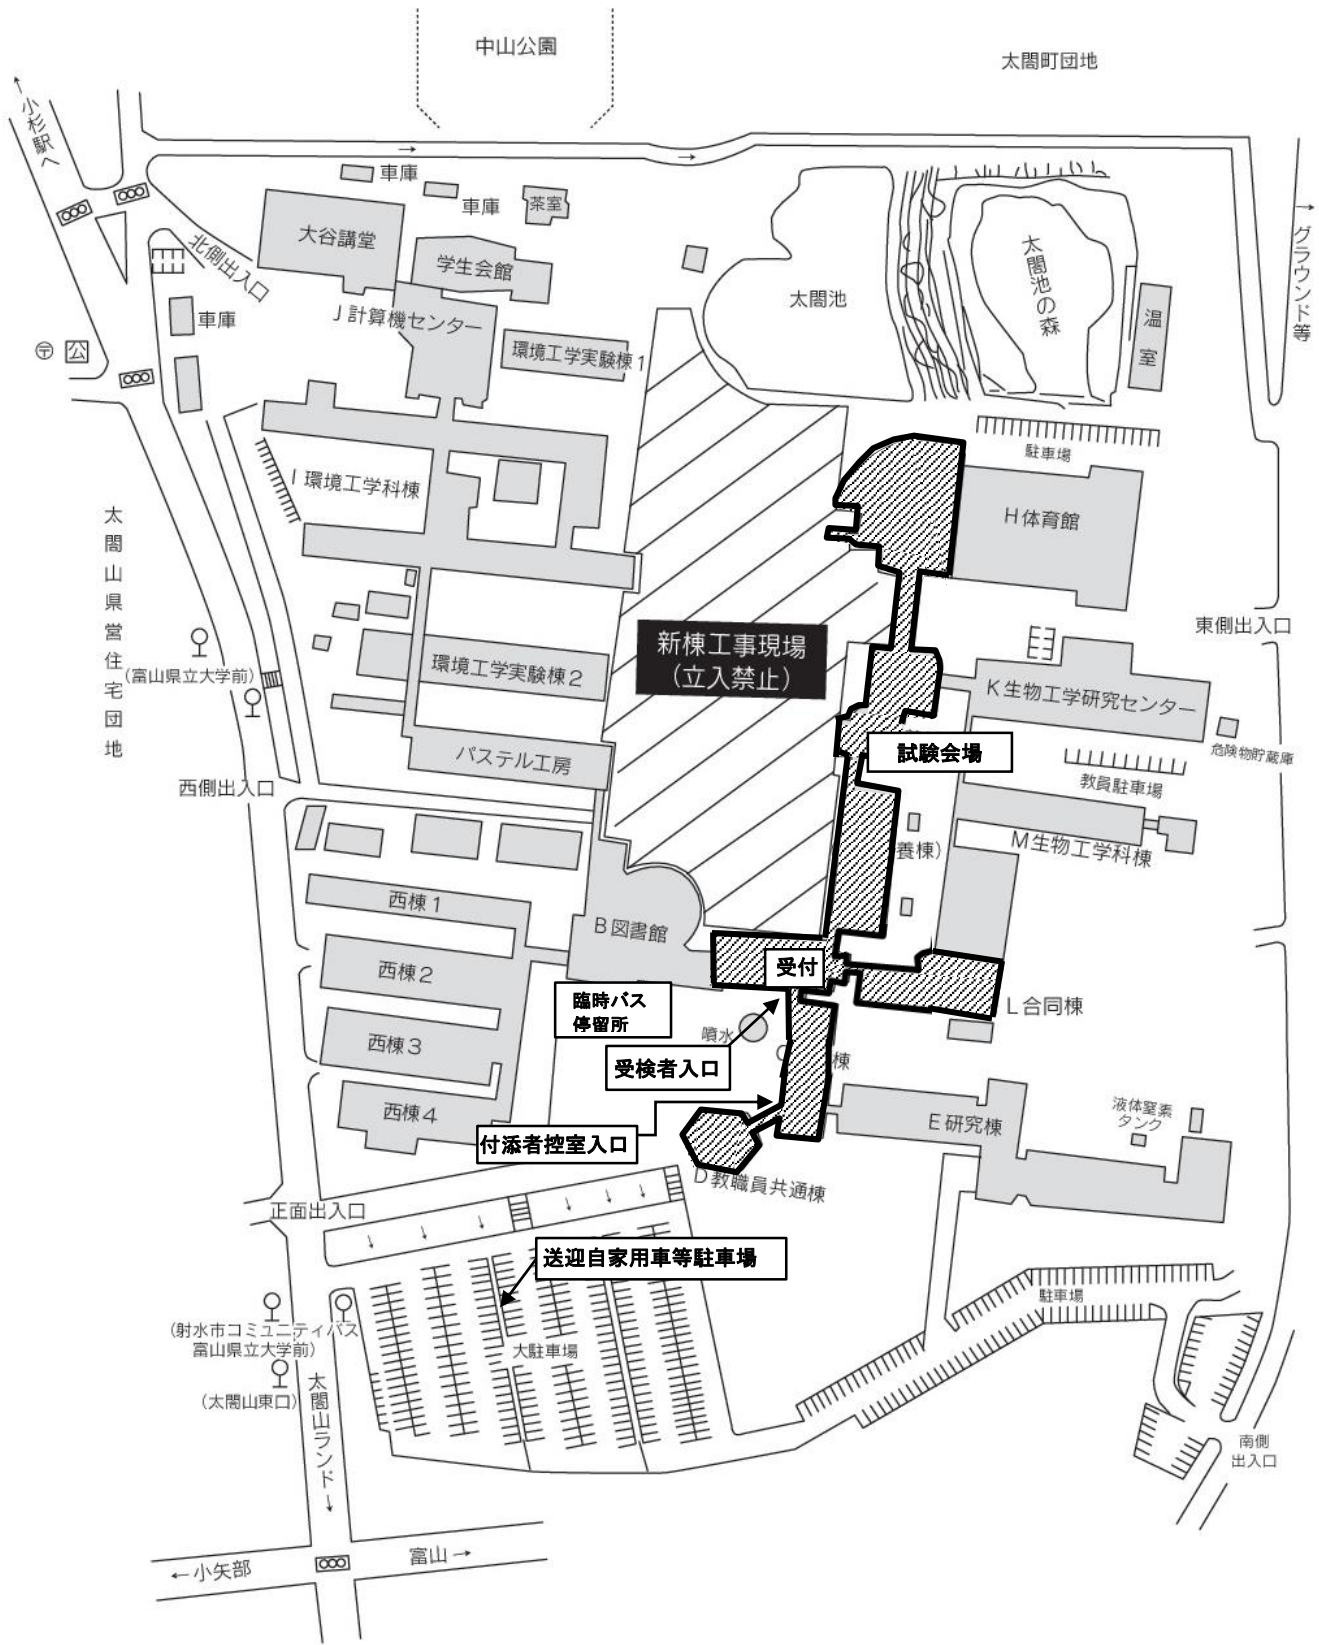 中山公園
太閤町団地
↑小杉駅へ
車庫
車庫
茶室
大谷講堂
学生会館
北側出入口
J計算機センター
車庫
環境工学実験棟1
太閤池
太閤池の森
温室
→グラウンド等
〒
公
駐車場
I環境工学科棟
H体育館
太閤山県営住宅団地
新棟工事現場
(立入禁止)
東側出入口
(富山県立大学前)
環境工学実験棟2
K生物工学研究センター
試験会場
危険物貯蔵庫
パステル工房
教員駐車場
西側出入口
養棟)
M生物工学科棟
西棟1
B図書館
受付
西棟2
臨時バス
停留所
L合同棟
噴水
西棟3
受検者入口
棟
西棟4
E研究棟
液体窒素
タンク
付添者控室入口
D教職員共通棟
正面出入口
送迎自家用車等駐車場
駐車場
(射水市コミュニティバス
富山県立大学前)
大駐車場
(太閤山東口)
太閤山ランド→
南側
出入口
←小矢部
富山→